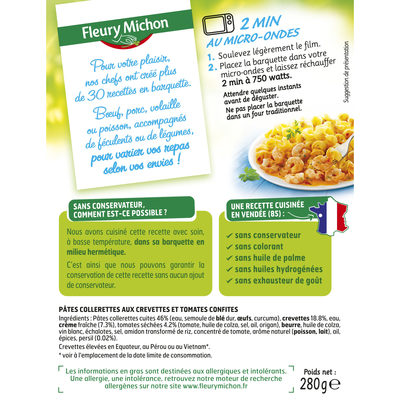 Fleury Michon
Pour votre plaisir,
nos chefs ont créé plus
de 30 recettes en barquette.
Bœuf, porc, volaille
ou poisson, accompagnés
de féculents ou de légumes,
pour varier vos repas
selon vos envies !
2 MIN
AU MICRO-ONDES
1. Soulevez légèrement le film.
2. Placez la barquette dans votre
micro-ondes et laissez réchauffer
2 min à 750 watts.
Attendre quelques instants
avant de déguster.
Ne pas placer la barquette
dans un four traditionnel.
Suggestion de présentation
SANS CONSERVATEUR,
COMMENT EST-CE POSSIBLE ?
Nous avons cuisiné cette recette avec soin,
à basse température, dans sa barquette en
milieu hermétique.
C'est ainsi que nous pouvons garantir la
conservation de cette recette sans aucun ajout
de conservateur.
UNE RECETTE CUISINÉE
EN VENDÉE (85) :
✓ sans conservateur
✓ sans colorant
✓ sans huile de palme
✓ sans huiles hydrogénées
✓ sans exhausteur de goût
PÂTES COLLERETTES AUX CREVETTES ET TOMATES CONFITES
Ingrédients : Pâtes collerettes cuites 46% (eau, semoule de blé dur, œufs, curcuma), crevettes 18.8%, eau,
crème fraîche (7.3%), tomates séchées 4.2% (tomate, huile de colza, sel, ail, origan), beurre, huile de colza,
vin blanc, échalotes, sel, amidon transformé de riz, concentré de tomate, arôme naturel (poisson, lait), ail,
épices, persil (0.02%).
Crevettes élevées en Equateur, au Pérou ou au Vietnam*.
* voir à l'emplacement de la date limite de consommation.
Les informations en gras sont destinées aux allergiques et intolérants.
Une allergie, une intolérance, retrouvez notre moteur de recherche
allergènes sur notre site internet www.fleurymichon.fr
Poids net :
280g e